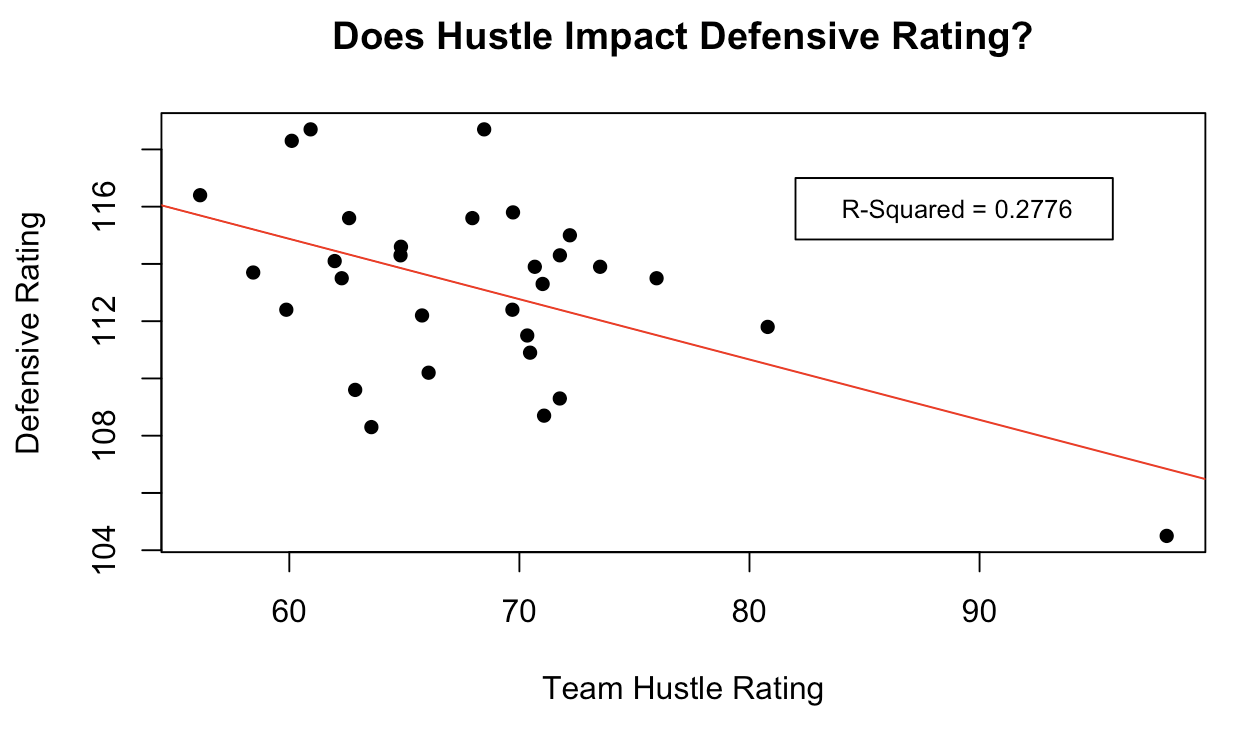 Does Hustle Impact Defensive Rating?
R-Squared = 0.2776
Defensive Rating
116
112
108
104
60 70 80 90
Team Hustle Rating